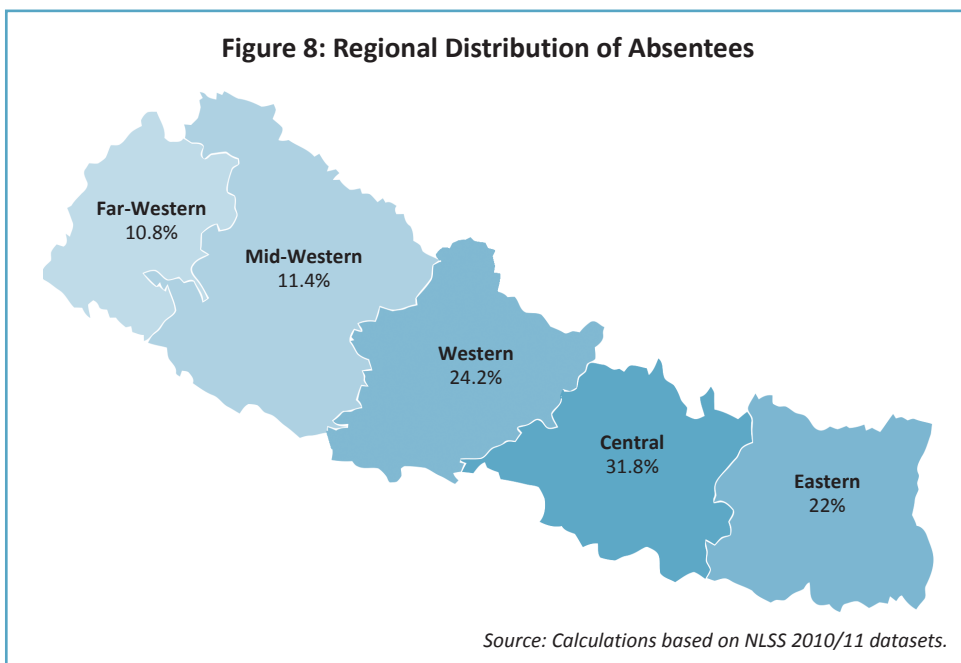 Figure 8: Regional Distribution of Absentees
Far-Western
10.8%
Mid-Western
11.4%
Western
24.2%
Central
31.8%
Eastern
22%
Source: Calculations based on NLSS 2010/11 datasets.